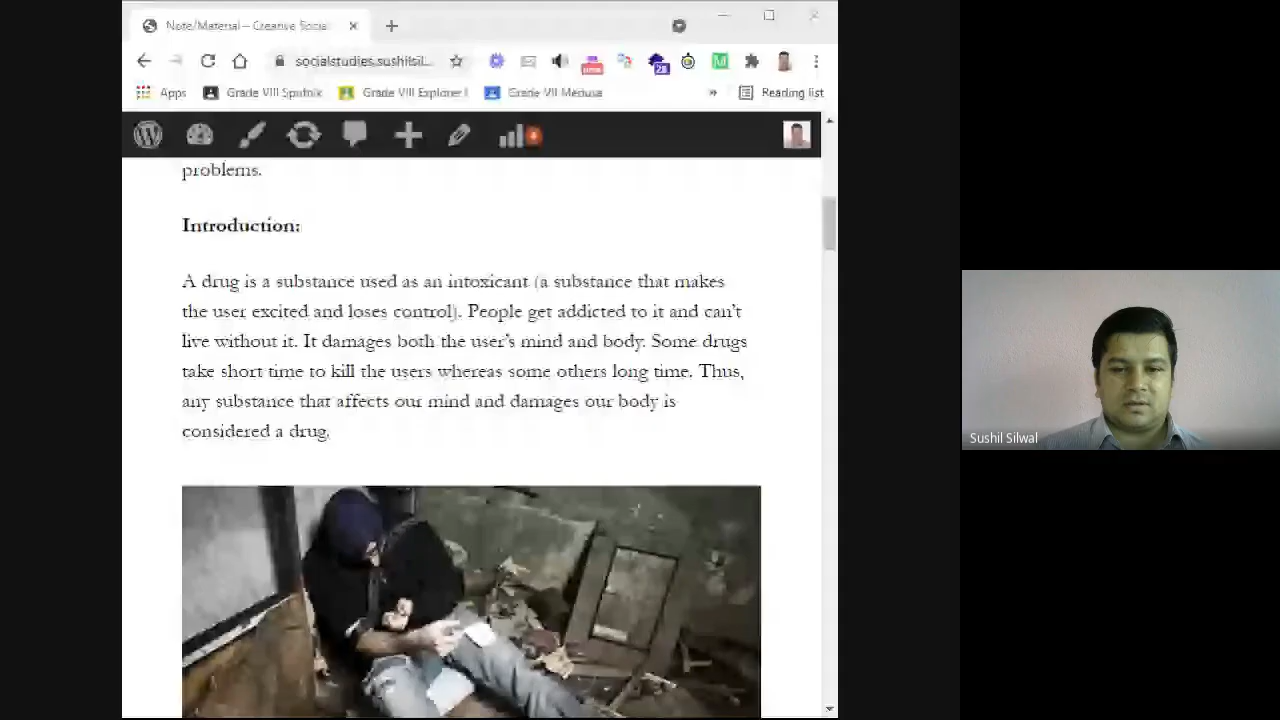 Note/Material – Creative Socia
socialstudies.sushilsil...
28
Apps
Grade VIII Sputnik
Grade VIII Explorer I
Grade VII Medusa
»
Reading list
problems.
Introduction:
A drug is a substance used as an intoxicant (a substance that makes
the user excited and loses control). People get addicted to it and can't
live without it. It damages both the user's mind and body. Some drugs
take short time to kill the users whereas some others long time. Thus,
any substance that affects our mind and damages our body is
considered a drug.
Sushil Silwal